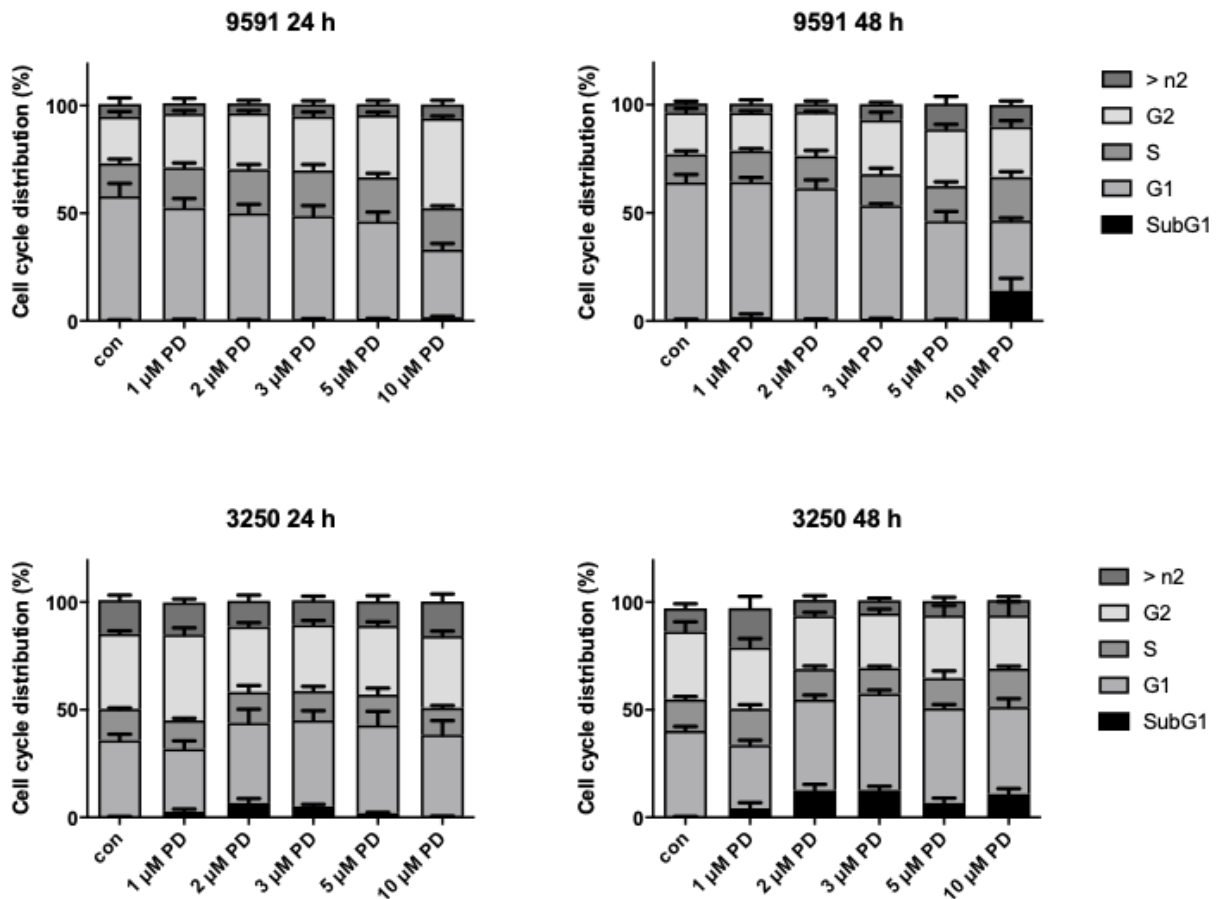 9591 24 h
Cell cycle distribution (%)
100
50
0
con
1 µM PD
2 µM PD
3 µM PD
5 µM PD
10 µM PD
9591 48 h
Cell cycle distribution (%)
100
50
0
con
1 µM PD
2 µM PD
3 µM PD
5 µM PD
10 µM PD
> n2
G2
S
G1
SubG1
3250 24 h
Cell cycle distribution (%)
100
50
0
con
1 µM PD
2 µM PD
3 µM PD
5 µM PD
10 µM PD
3250 48 h
Cell cycle distribution (%)
100
50
0
con
1 µM PD
2 µM PD
3 µM PD
5 µM PD
10 µM PD
> n2
G2
S
G1
SubG1